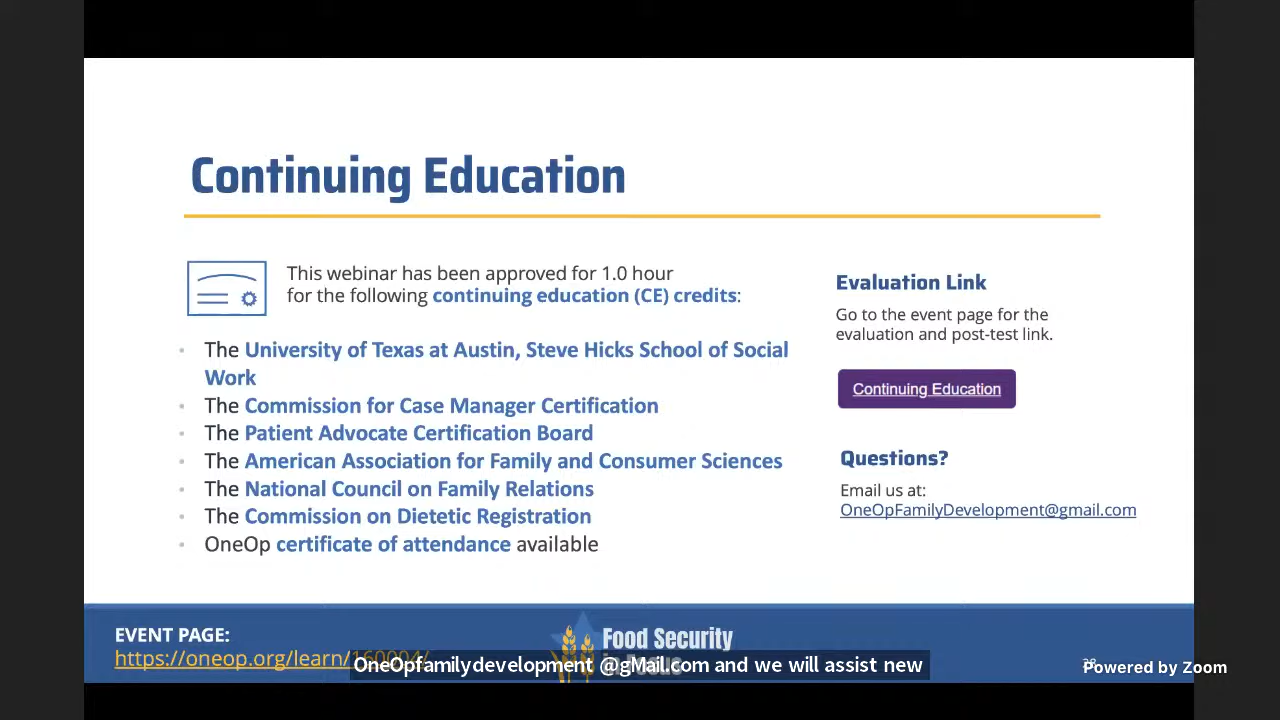 Continuing Education
This webinar has been approved for 1.0 hour
for the following continuing education (CE) credits:
• The University of Texas at Austin, Steve Hicks School of Social
Work
• The Commission for Case Manager Certification
• The Patient Advocate Certification Board
• The American Association for Family and Consumer Sciences
• The National Council on Family Relations
• The Commission on Dietetic Registration
• OneOp certificate of attendance available
Evaluation Link
Go to the event page for the
evaluation and post-test link.
Continuing Education
Questions?
Email us at:
OneOpFamilyDevelopment@gmail.com
EVENT PAGE:
https://oneop.org/learn/
Food Security
OneOpfamilydevelopment @gMail.com and we will assist new
Powered by Zoom